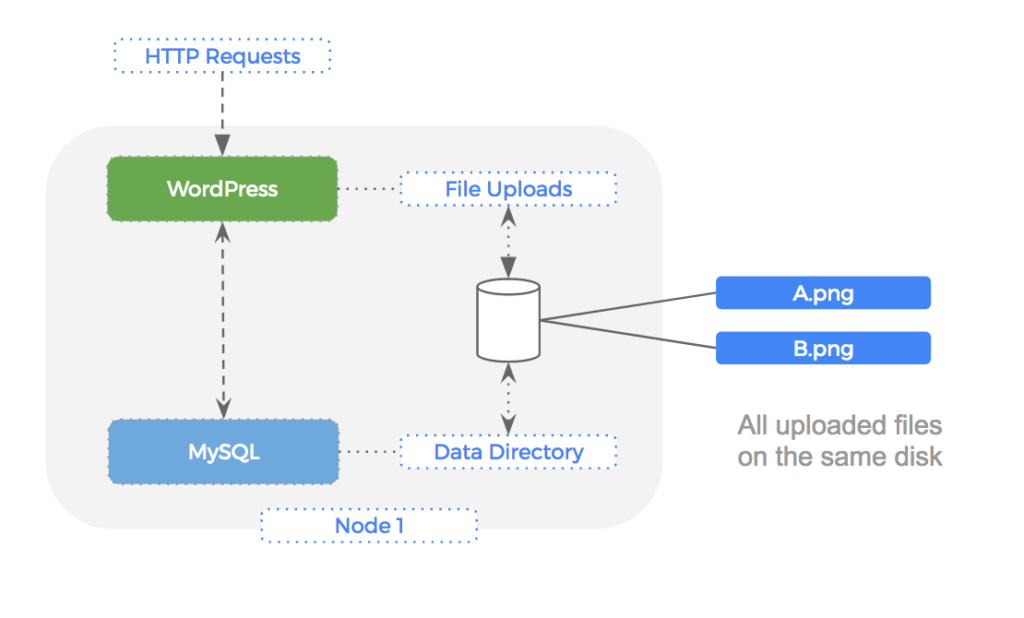 HTTP Requests
WordPress
File Uploads
A.png
B.png
All uploaded files
on the same disk
MySQL
Data Directory
Node 1